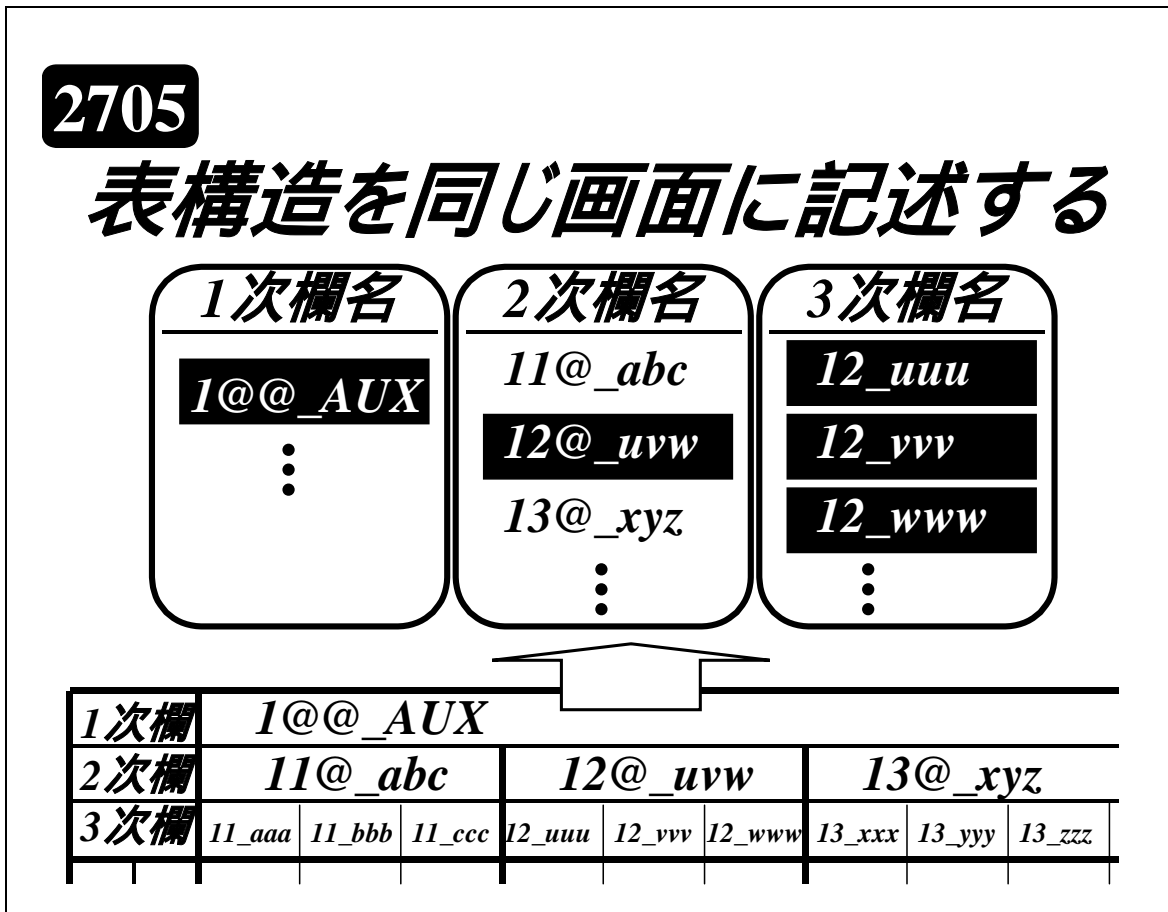 2705
表構造を同じ画面に記述する
1次欄名 2次欄名 3次欄名
1@@_AUX
11@_abc
12@_uvw
13@_xyz
12_uuu
12_vvv
12_www
1次欄 1@@_AUX
2次欄 11@_abc 12@_uvw 13@_xyz
3次欄 11_aaa 11_bbb 11_ccc 12_uuu 12_vvv 12_www 13_xxx 13_yyy 13_zzz